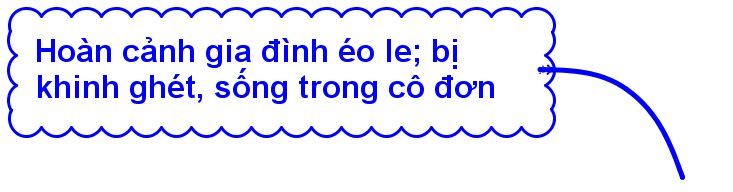 Hoàn cảnh gia đình éo le; bị
khinh ghét, sống trong cô đơn